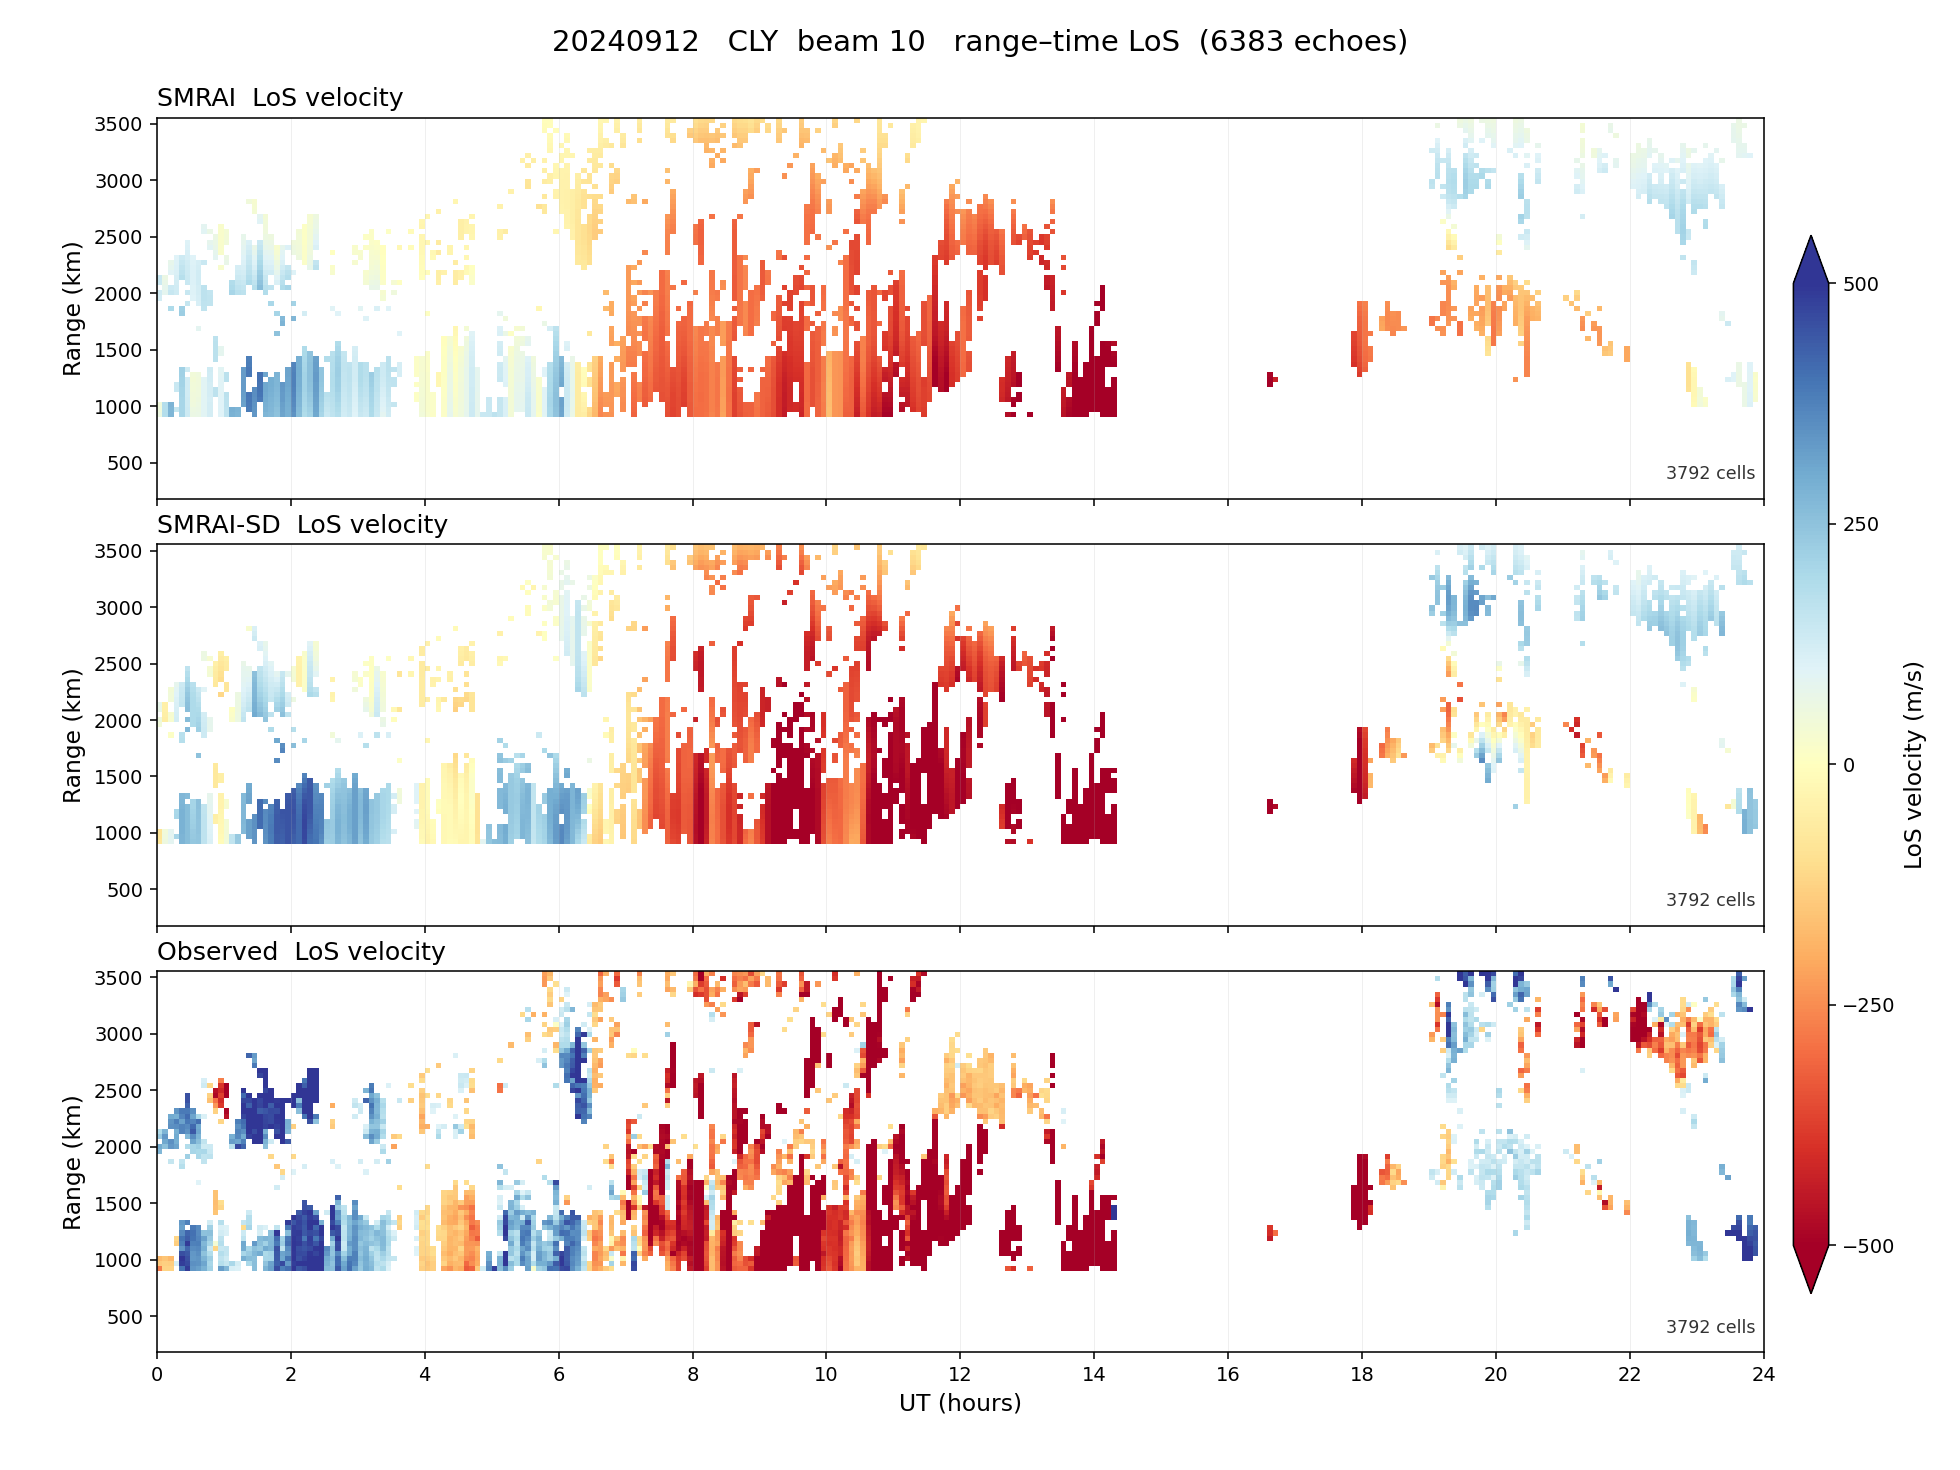 20240912   CLY  beam 10   range–time LoS  (6383 echoes)
SMRAI  LoS velocity
3500
3000
2500
2000
1500
1000
500
Range (km)
3792 cells
SMRAI-SD  LoS velocity
3500
3000
2500
2000
1500
1000
500
Range (km)
3792 cells
Observed  LoS velocity
3500
3000
2500
2000
1500
1000
500
Range (km)
3792 cells
0 2 4 6 8 10 12 14 16 18 20 22 24
UT (hours)
500
250
0
−250
−500
LoS velocity (m/s)